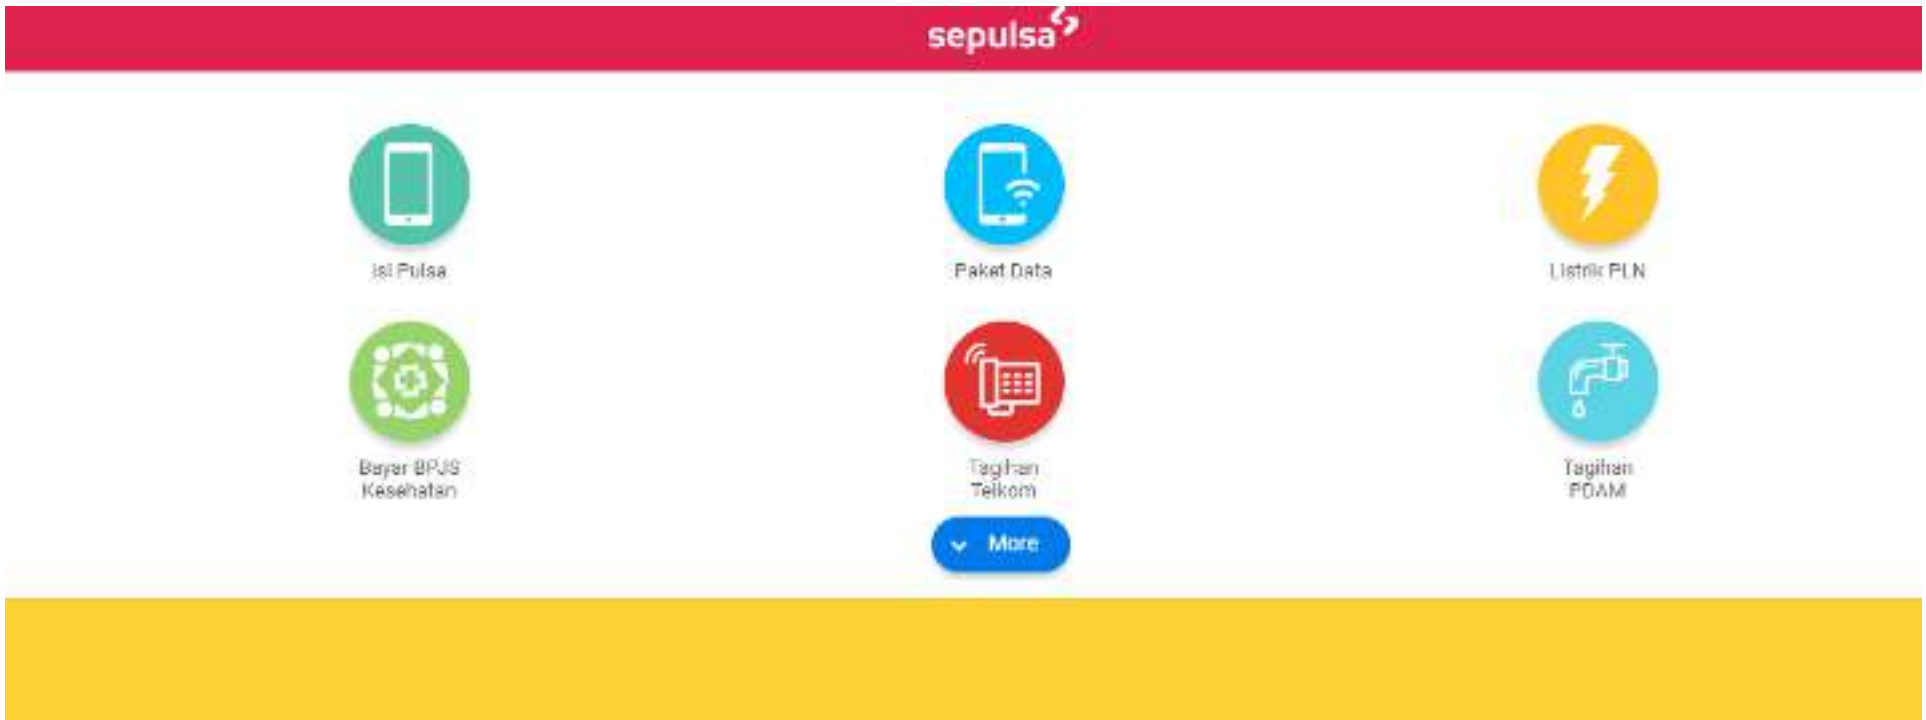 sepulsa
Isi Pulsa
Paket Data
Listrik PLN
Bayar BPJS
Kesehatan
Tagihan
Telkom
Tagihan
PDAM
More